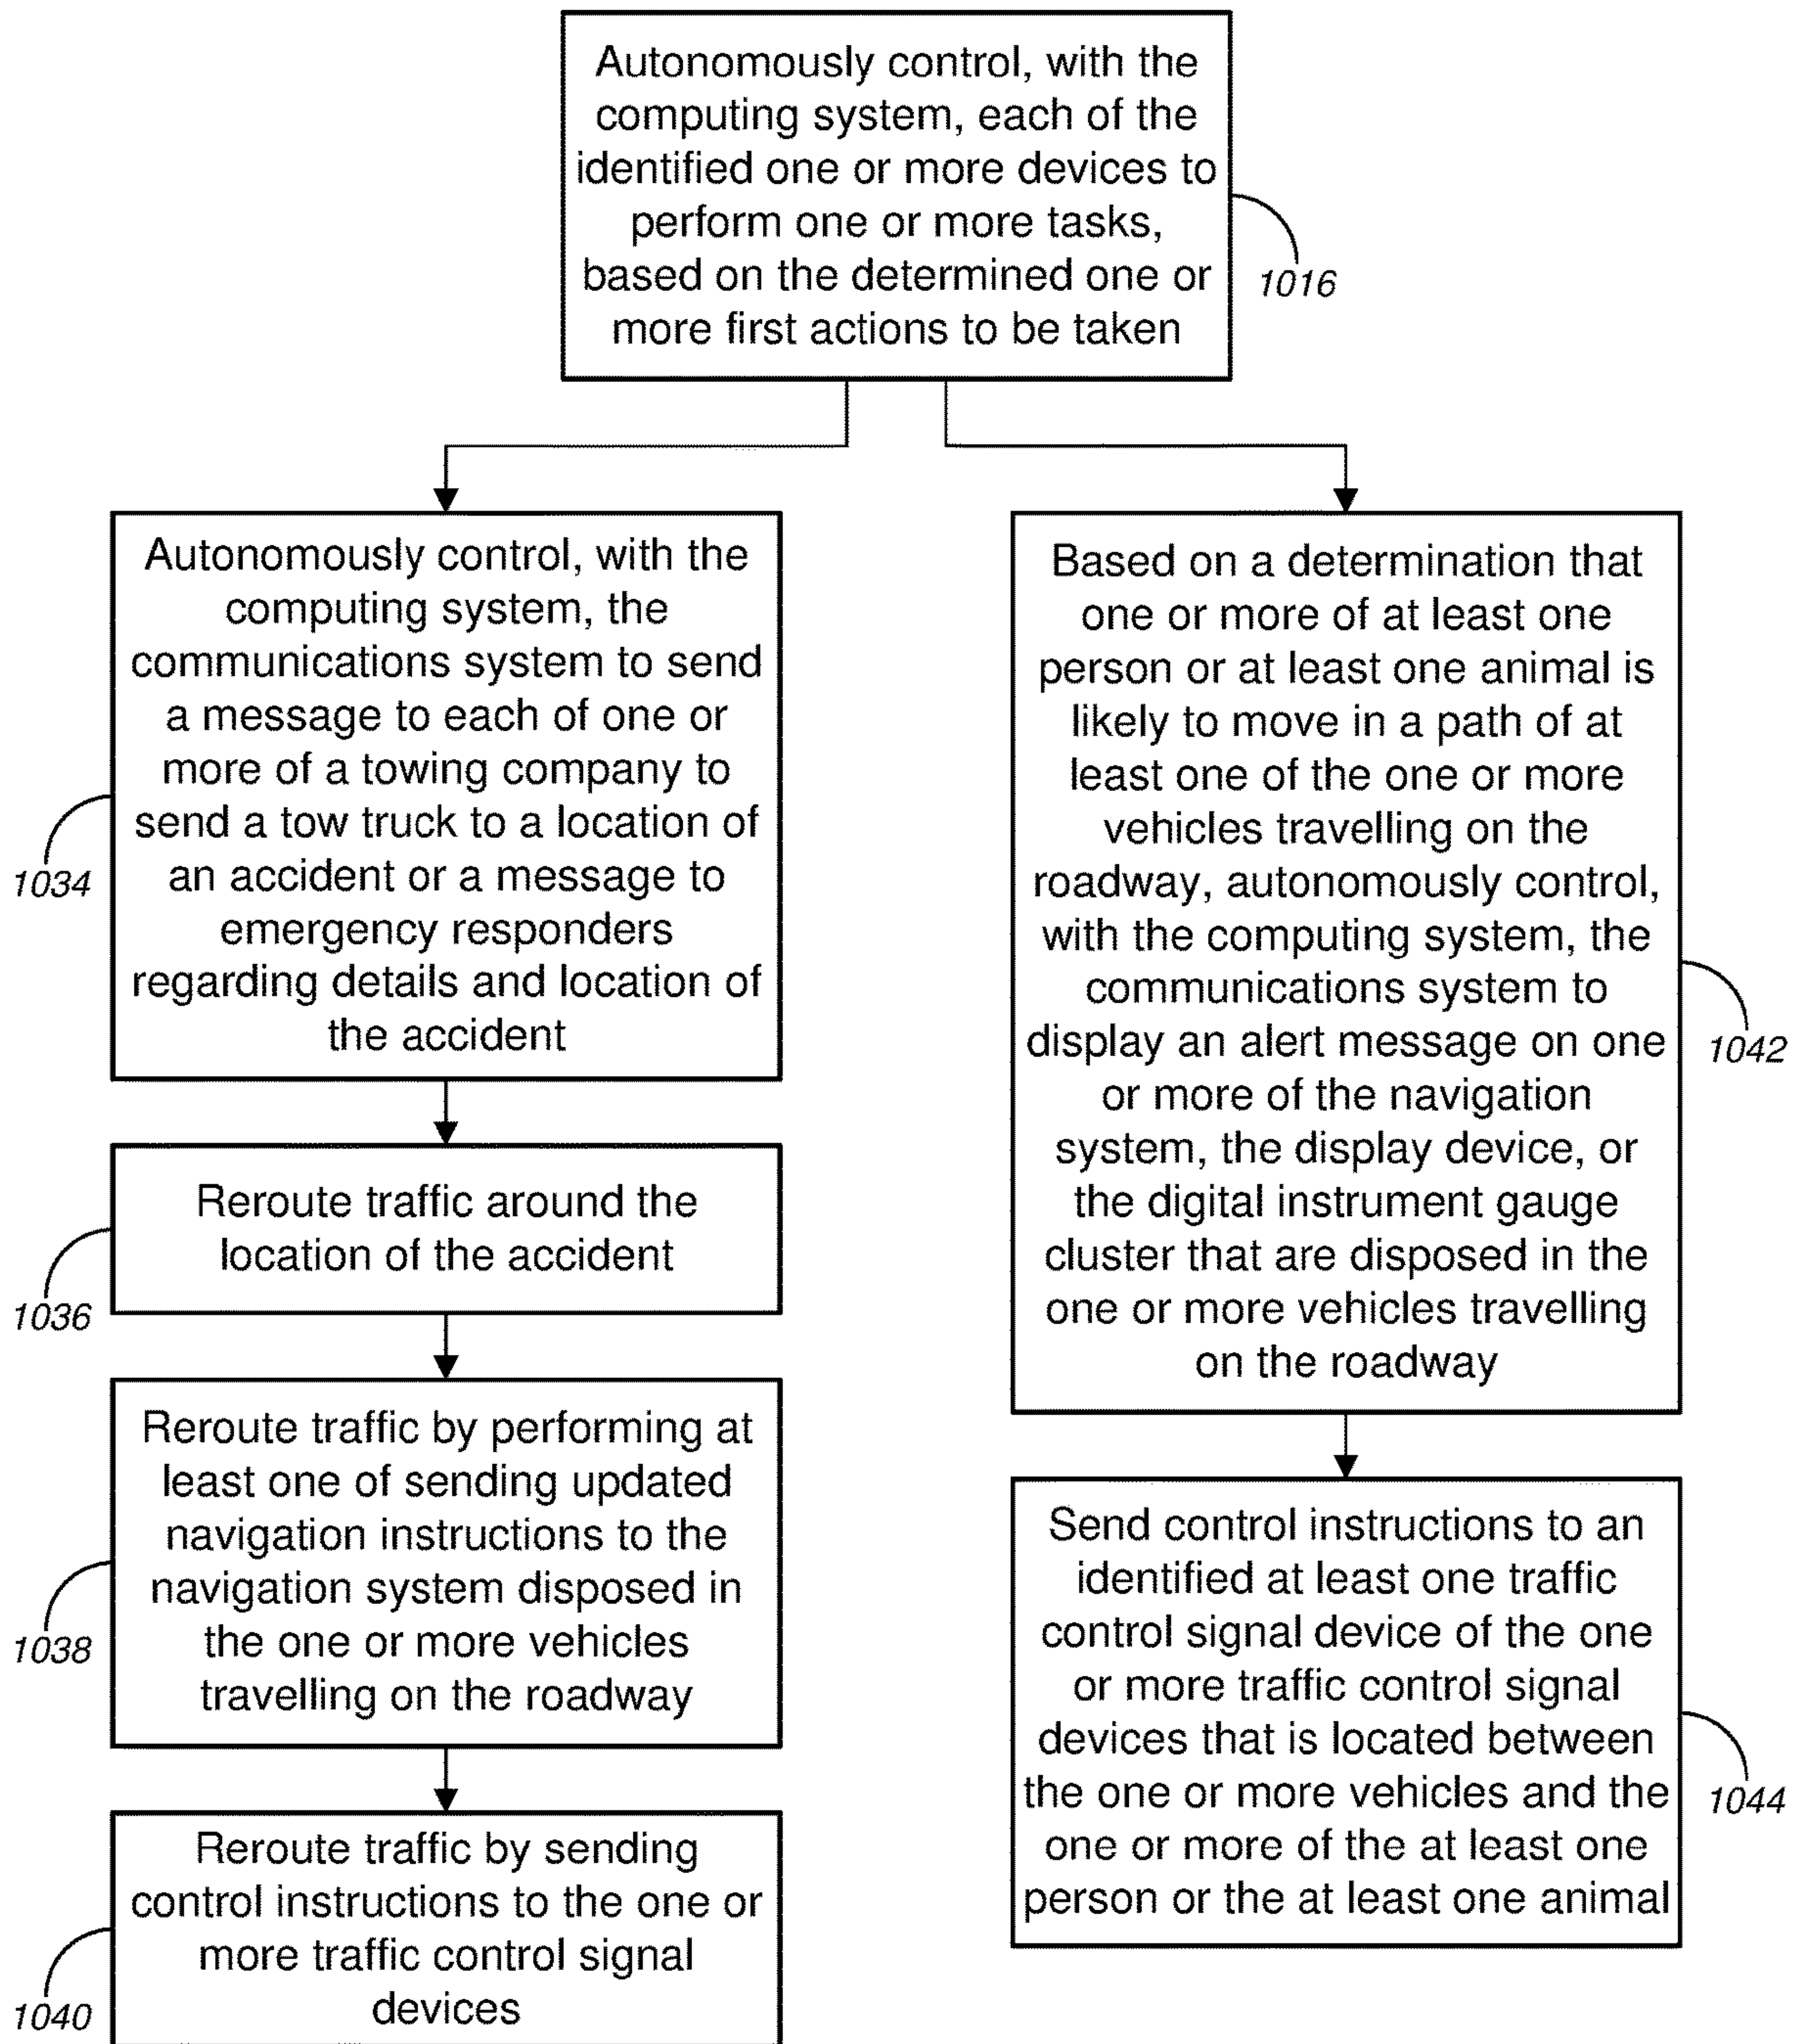 Autonomously control, with the
computing system, each of the
identified one or more devices to
perform one or more tasks,
based on the determined one or
more first actions to be taken
1016
Autonomously control, with the
computing system, the
communications system to send
a message to each of one or
more of a towing company to
send a tow truck to a location of
an accident or a message to
emergency responders
regarding details and location of
the accident
1034
Reroute traffic around the
location of the accident
1036
Reroute traffic by performing at
least one of sending updated
navigation instructions to the
navigation system disposed in
the one or more vehicles
travelling on the roadway
1038
Reroute traffic by sending
control instructions to the one or
more traffic control signal
devices
1040
Based on a determination that
one or more of at least one
person or at least one animal is
likely to move in a path of at
least one of the one or more
vehicles travelling on the
roadway, autonomously control,
with the computing system, the
communications system to
display an alert message on one
or more of the navigation
system, the display device, or
the digital instrument gauge
cluster that are disposed in the
one or more vehicles travelling
on the roadway
1042
Send control instructions to an
identified at least one traffic
control signal device of the one
or more traffic control signal
devices that is located between
the one or more vehicles and the
one or more of the at least one
person or the at least one animal
1044